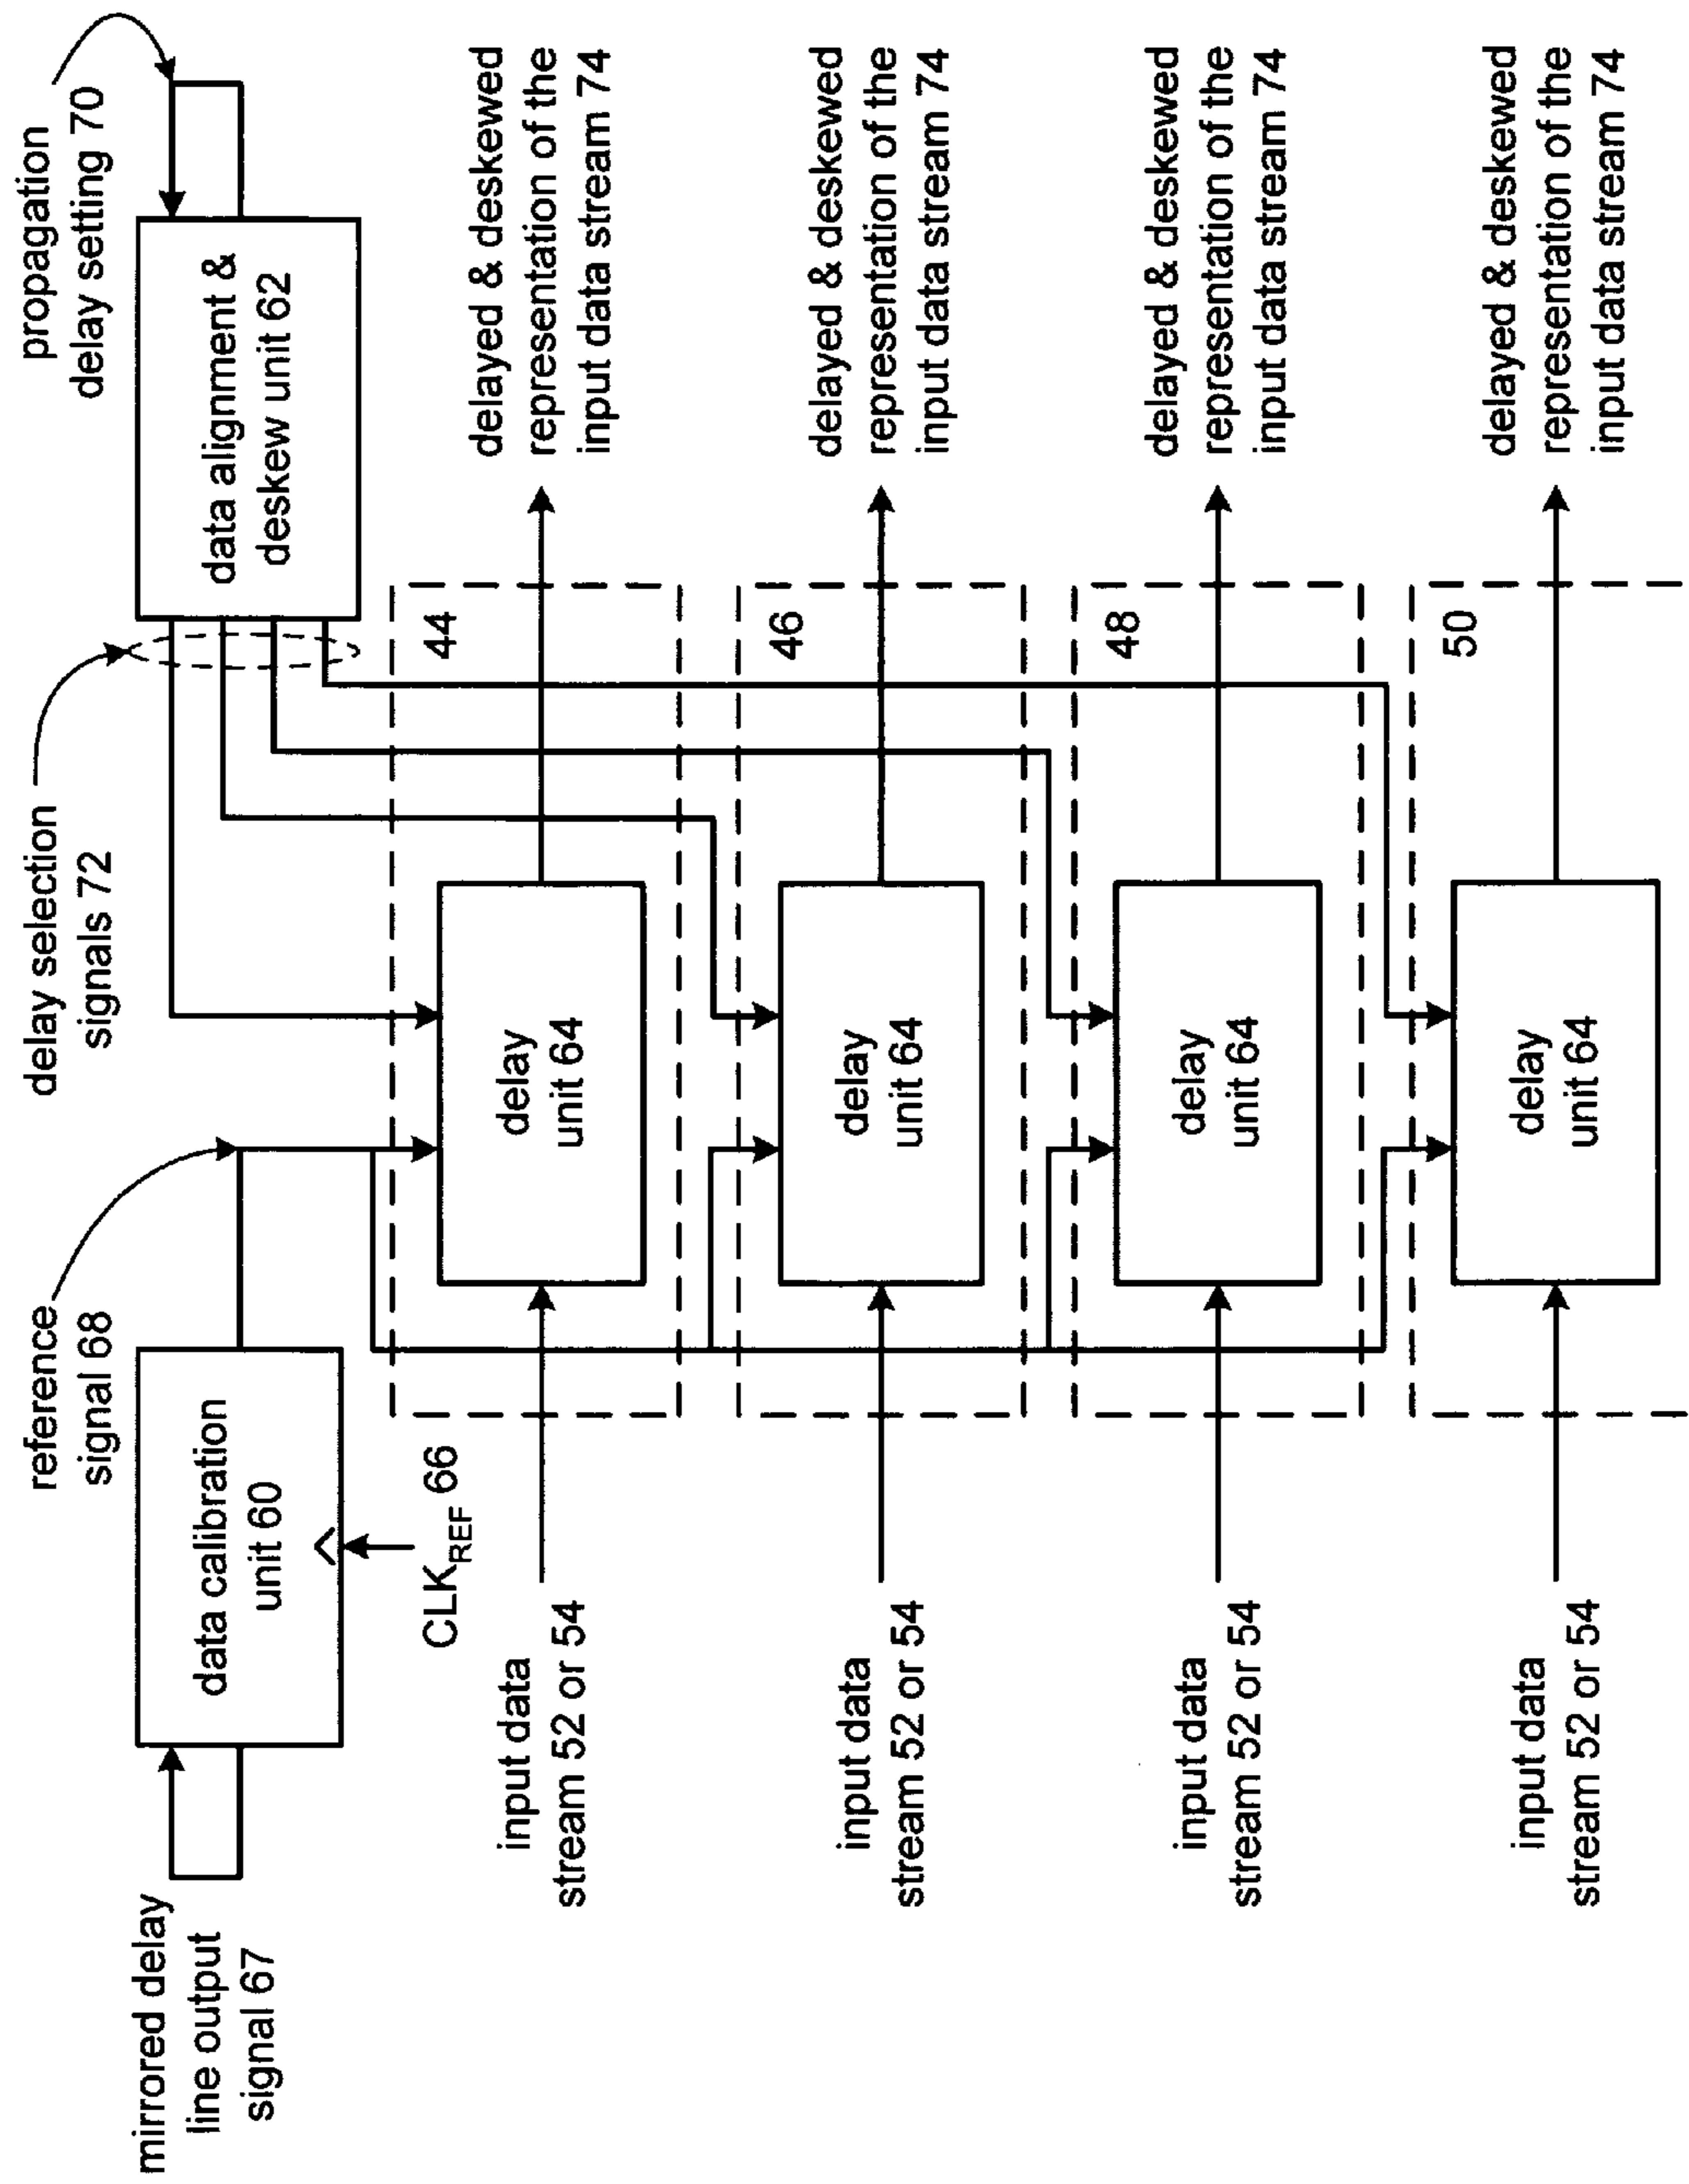 mirrored delay
line output
signal 67
data calibration
unit 60
reference
signal 68
CLKREF 66
delay selection
signals 72
data alignment &
deskew unit 62
propagation
delay setting 70
input data
stream 52 or 54
delay
unit 64
44
delayed & deskewed
representation of the
input data stream 74
input data
stream 52 or 54
delay
unit 64
46
delayed & deskewed
representation of the
input data stream 74
input data
stream 52 or 54
delay
unit 64
48
delayed & deskewed
representation of the
input data stream 74
input data
stream 52 or 54
delay
unit 64
50
delayed & deskewed
representation of the
input data stream 74